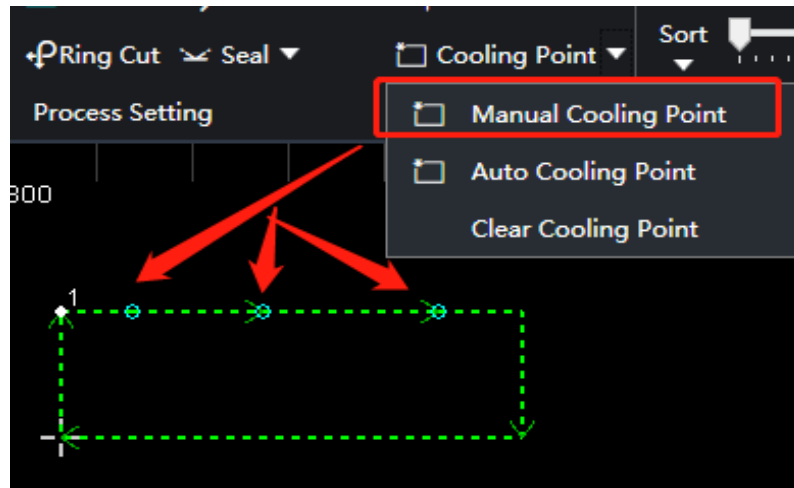 Ring Cut Seal Cooling Point Sort
Process Setting
Manual Cooling Point
Auto Cooling Point
Clear Cooling Point
300
1